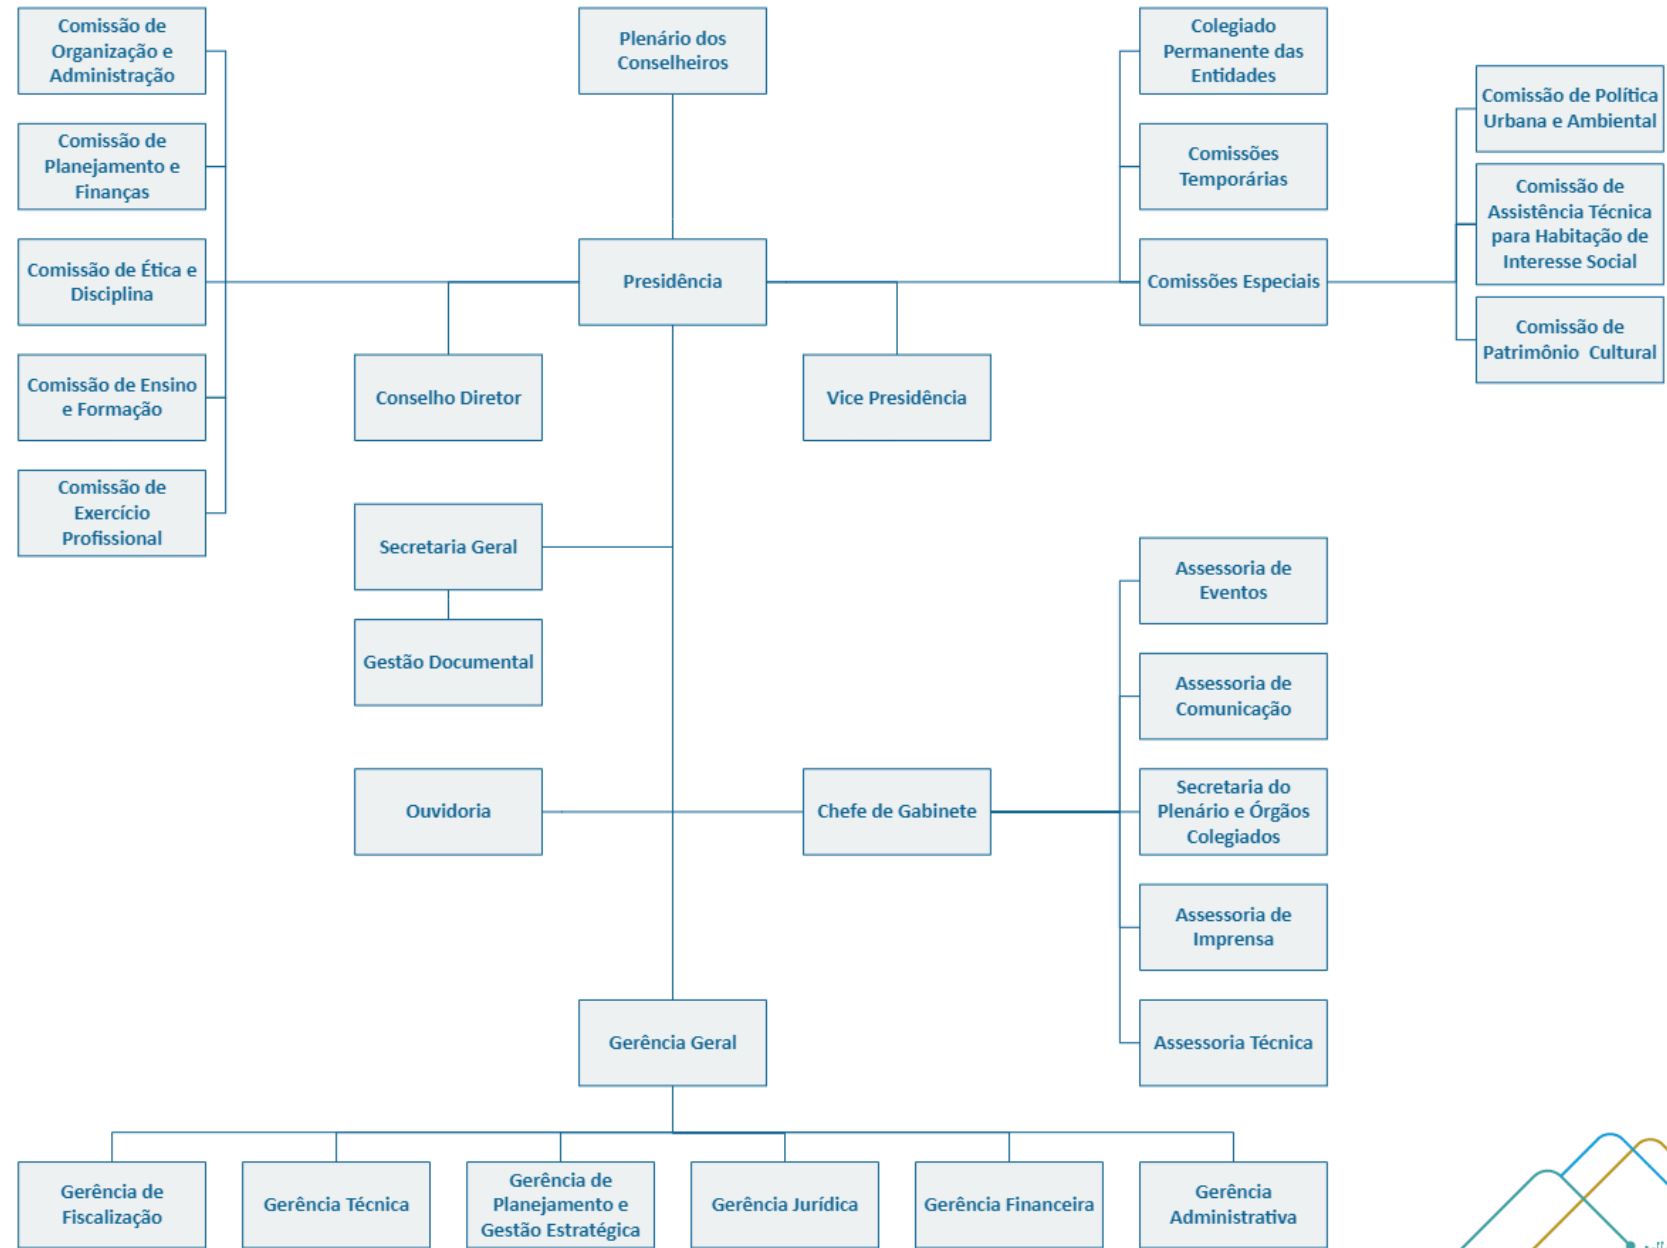 Comissão de
Organização e
Administração
Plenário dos
Conselheiros
Colegiado
Permanente das
Entidades
Comissão de Política
Urbana e Ambiental
Comissão de
Planejamento e
Finanças
Comissões
Temporárias
Comissão de
Assistência Técnica
para Habitação de
Interesse Social
Comissão de Ética e
Disciplina
Presidência
Comissões Especiais
Comissão de
Patrimônio Cultural
Comissão de Ensino
e Formação
Conselho Diretor
Vice Presidência
Comissão de
Exercício
Profissional
Secretaria Geral
Assessoria de
Eventos
Gestão Documental
Assessoria de
Comunicação
Ouvidoria
Chefe de Gabinete
Secretaria do
Plenário e Órgãos
Colegiados
Assessoria de
Imprensa
Gerência Geral
Assessoria Técnica
Gerência de
Fiscalização
Gerência Técnica
Gerência de
Planejamento e
Gestão Estratégica
Gerência Jurídica
Gerência Financeira
Gerência
Administrativa